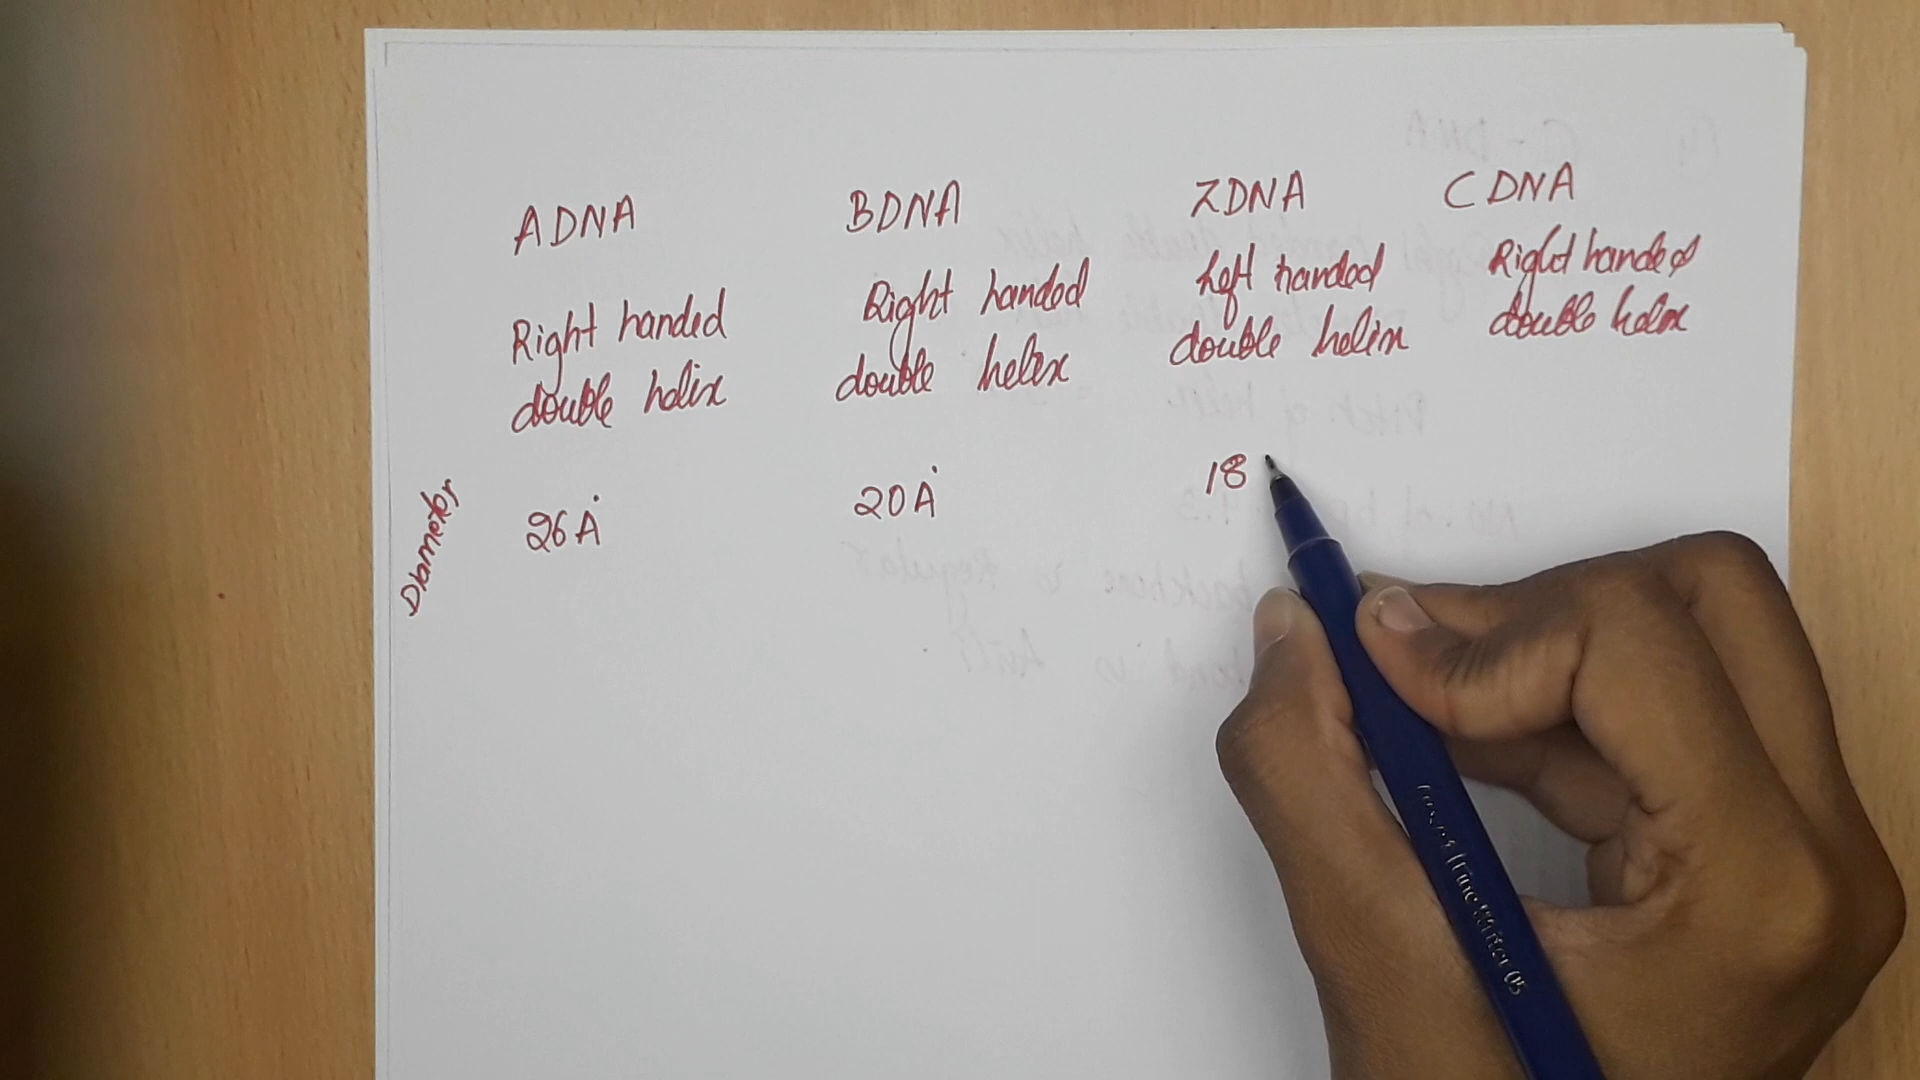 ADNA BDNA ZDNA CDNA
Right handed Right handed Left handed Right handed
double helix double helix double helix double helix
Diameter 26 Å 20 Å 18